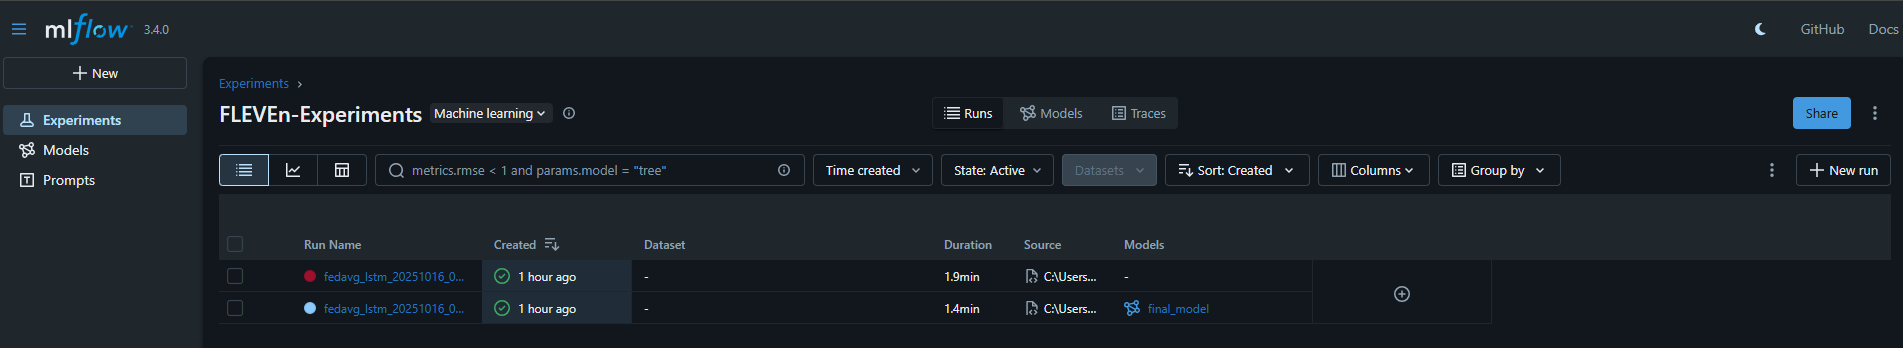 mlflow 3.4.0 GitHub Docs
New
Experiments
Models
Prompts
Experiments
FLEVEn-Experiments Machine learning
Runs Models Traces
Share
metrics.rmse < 1 and params.model = "tree"
Time created State: Active Datasets Sort: Created Columns Group by New run
Run Name Created Dataset Duration Source Models
fedavg_lstm_20251016_0... 1 hour ago - 1.9min C:\Users... -
fedavg_lstm_20251016_0... 1 hour ago - 1.4min C:\Users... final_model